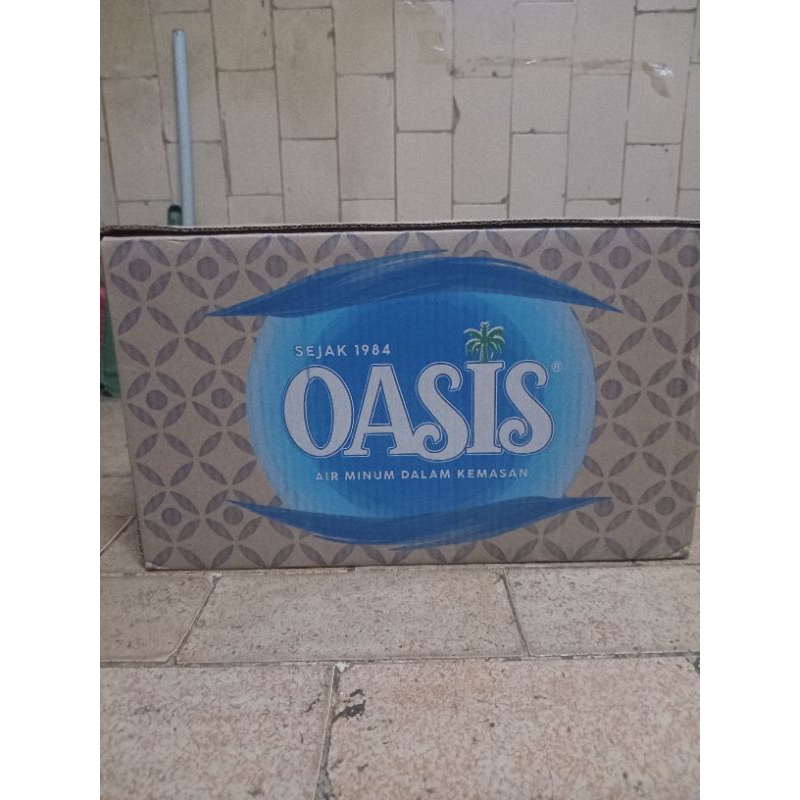 SEJAK 1984
OASIS®
AIR MINUM DALAM KEMASAN